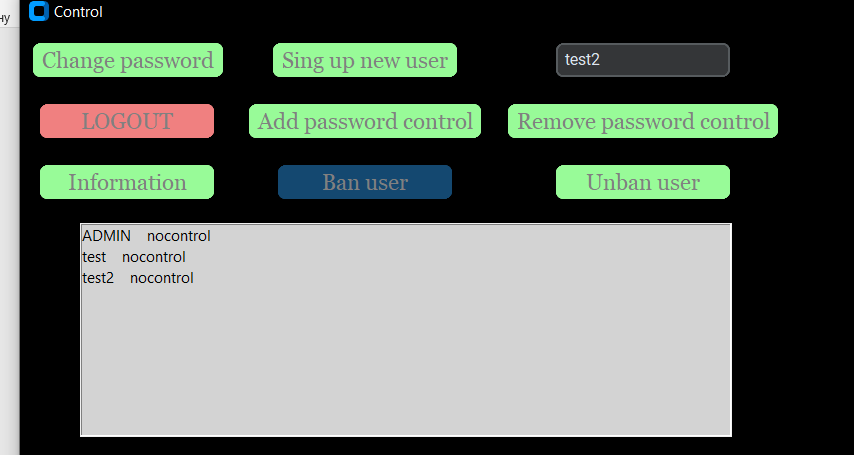 ну
Control
Change password
Sing up new user
test2
LOGOUT
Add password control
Remove password control
Information
Ban user
Unban user
ADMIN nocontrol
test nocontrol
test2 nocontrol